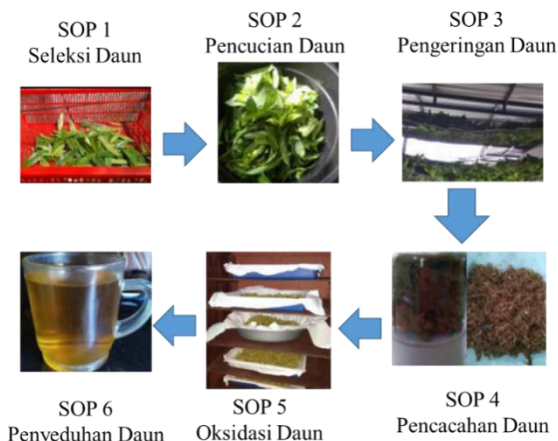 SOP 1
Seleksi Daun
SOP 2
Pencucian Daun
SOP 3
Pengeringan Daun
SOP 4
Pencacahan Daun
SOP 5
Oksidasi Daun
SOP 6
Penyeduhan Daun